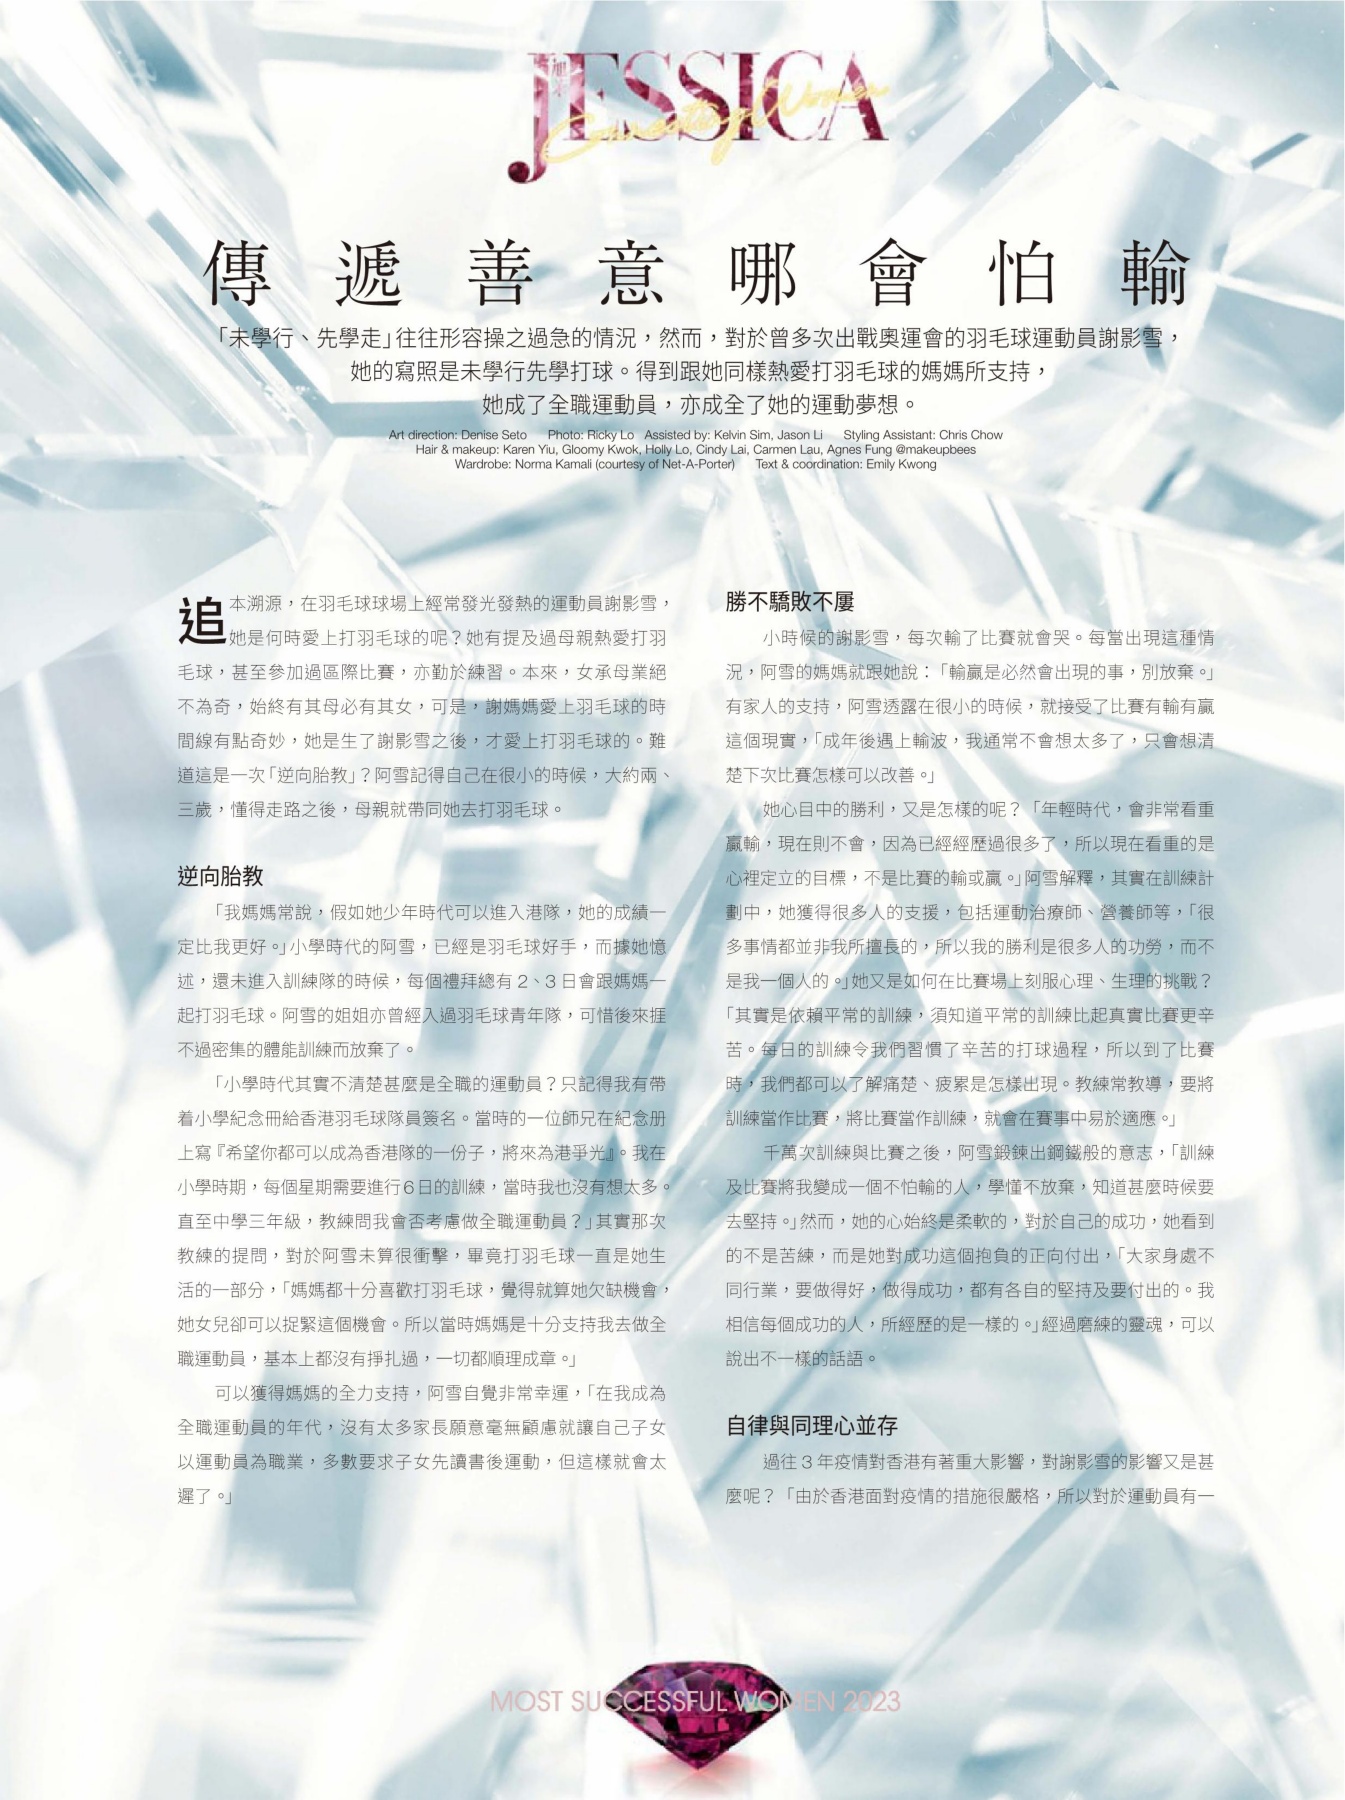 JESSICA
旭茉
Connecting Women
傳遞善意哪會怕輸
「未學行、先學走」往往形容操之過急的情況，然而，對於曾多次出戰奧運會的羽毛球運動員謝影雪，
她的寫照是未學行先學打球。得到跟她同樣熱愛打羽毛球的媽媽所支持，
她成了全職運動員，亦成全了她的運動夢想。
Art direction: Denise Seto Photo: Ricky Lo Assisted by: Kelvin Sim, Jason Li Styling Assistant: Chris Chow
Hair & makeup: Karen Yiu, Gloomy Kwok, Holly Lo, Cindy Lai, Carmen Lau, Agnes Fung @makeupbees
Wardrobe: Norma Kamali (courtesy of Net-A-Porter) Text & coordination: Emily Kwong
追本溯源，在羽毛球球場上經常發光發熱的運動員謝影雪，
她是何時愛上打羽毛球的呢？她有提及過母親熱愛打羽
毛球，甚至參加過區際比賽，亦勤於練習。本來，女承母業絕
不為奇，始終有其母必有其女，可是，謝媽媽愛上羽毛球的時
間線有點奇妙，她是生了謝影雪之後，才愛上打羽毛球的。難
道這是一次「逆向胎教」？阿雪記得自己在很小的時候，大約兩、
三歲，懂得走路之後，母親就帶同她去打羽毛球。
逆向胎教
「我媽媽常說，假如她少年時代可以進入港隊，她的成績一
定比我更好。」小學時代的阿雪，已經是羽毛球好手，而據她憶
述，還未進入訓練隊的時候，每個禮拜總有 2、3 日會跟媽媽一
起打羽毛球。阿雪的姐姐亦曾經入過羽毛球青年隊，可惜後來捱
不過密集的體能訓練而放棄了。
「小學時代其實不清楚甚麼是全職的運動員？只記得我有帶
着小學紀念冊給香港羽毛球隊員簽名。當時的一位師兄在紀念册
上寫『希望你都可以成為香港隊的一份子，將來為港爭光』。我在
小學時期，每個星期需要進行6日的訓練，當時我也沒有想太多。
直至中學三年級，教練問我會否考慮做全職運動員？」其實那次
教練的提問，對於阿雪未算很衝擊，畢竟打羽毛球一直是她生
活的一部分，「媽媽都十分喜歡打羽毛球，覺得就算她欠缺機會，
她女兒卻可以捉緊這個機會。所以當時媽媽是十分支持我去做全
職運動員，基本上都沒有掙扎過，一切都順理成章。」
可以獲得媽媽的全力支持，阿雪自覺非常幸運，「在我成為
全職運動員的年代，沒有太多家長願意毫無顧慮就讓自己子女
以運動員為職業，多數要求子女先讀書後運動，但這樣就會太
遲了。」
勝不驕敗不屢
小時候的謝影雪，每次輸了比賽就會哭。每當出現這種情
況，阿雪的媽媽就跟她說：「輸贏是必然會出現的事，別放棄。」
有家人的支持，阿雪透露在很小的時候，就接受了比賽有輸有贏
這個現實，「成年後遇上輸波，我通常不會想太多了，只會想清
楚下次比賽怎樣可以改善。」
她心目中的勝利，又是怎樣的呢？「年輕時代，會非常看重
贏輸，現在則不會，因為已經經歷過很多了，所以現在看重的是
心裡定立的目標，不是比賽的輸或贏。」阿雪解釋，其實在訓練計
劃中，她獲得很多人的支援，包括運動治療師、營養師等，「很
多事情都並非我所擅長的，所以我的勝利是很多人的功勞，而不
是我一個人的。」她又是如何在比賽場上刻服心理、生理的挑戰？
「其實是依賴平常的訓練，須知道平常的訓練比起真實比賽更辛
苦。每日的訓練令我們習慣了辛苦的打球過程，所以到了比賽
時，我們都可以了解痛楚、疲累是怎樣出現。教練常教導，要將
訓練當作比賽，將比賽當作訓練，就會在賽事中易於適應。」
千萬次訓練與比賽之後，阿雪鍛鍊出鋼鐵般的意志，「訓練
及比賽將我變成一個不怕輸的人，學懂不放棄，知道甚麼時候要
去堅持。」然而，她的心始終是柔軟的，對於自己的成功，她看到
的不是苦練，而是她對成功這個抱負的正向付出，「大家身處不
同行業，要做得好，做得成功，都有各自的堅持及要付出的。我
相信每個成功的人，所經歷的是一樣的。」經過磨練的靈魂，可以
說出不一樣的話語。
自律與同理心並存
過往 3 年疫情對香港有著重大影響，對謝影雪的影響又是甚
麼呢？「由於香港面對疫情的措施很嚴格，所以對於運動員有一
MOST SUCCESSFUL WOMEN 2023